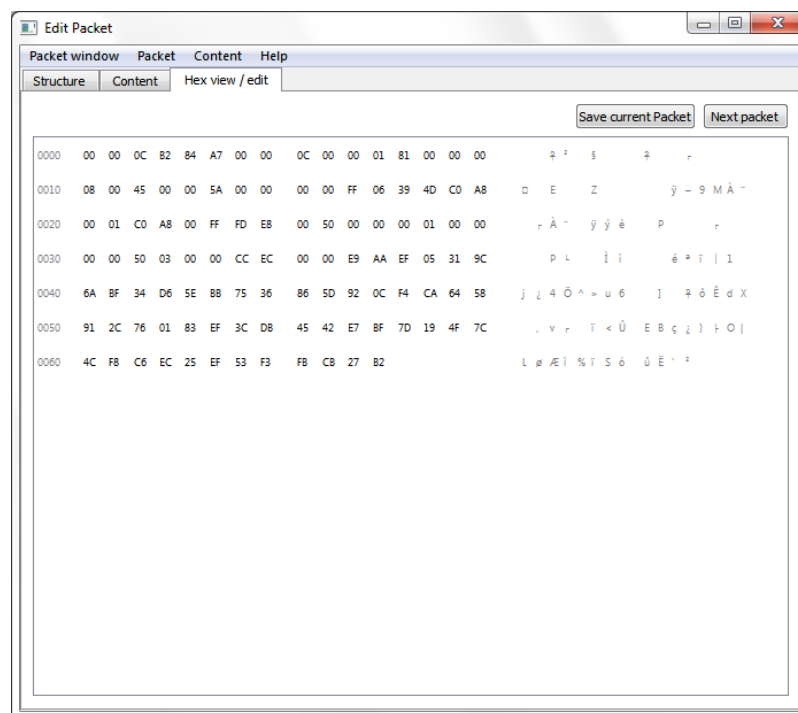 Edit Packet
Packet window Packet Content Help
Structure Content Hex view / edit
Save current Packet Next packet
0000 00 00 0C B2 84 A7 00 00 0C 00 00 01 81 00 00 00 ² §
0010 08 00 45 00 00 5A 00 00 00 00 FF 06 39 4D C0 A8 E Z ÿ – 9 M À ¨
0020 00 01 C0 A8 00 FF FD E8 00 50 00 00 00 01 00 00 À ¨ ÿ ý è P
0030 00 00 50 03 00 00 CC EC 00 00 E9 AA EF 05 31 9C P Ì ì é ª ï | 1
0040 6A BF 34 D6 5E BB 75 36 86 5D 92 0C F4 CA 64 58 j ¿ 4 Ö ^ » u 6 ] ô Ê d X
0050 91 2C 76 01 83 EF 3C DB 45 42 E7 BF 7D 19 4F 7C , v ï < Û E B ç ¿ } O |
0060 4C F8 C6 EC 25 EF 53 F3 FB CB 27 B2 L ø Æ ì % ï S ó û Ë ' ²